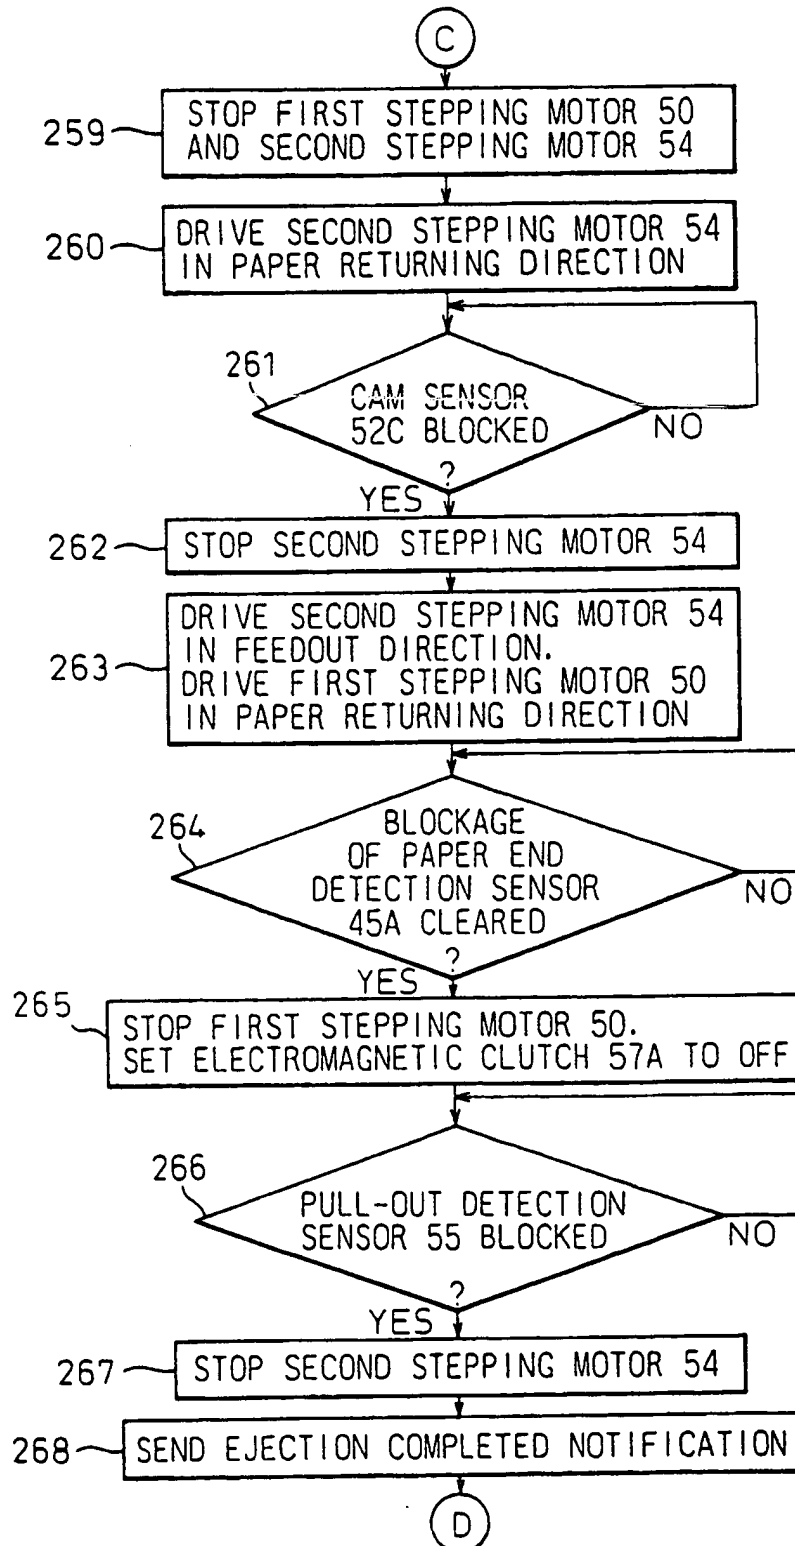 C
259
STOP FIRST STEPPING MOTOR 50
AND SECOND STEPPING MOTOR 54
260
DRIVE SECOND STEPPING MOTOR 54
IN PAPER RETURNING DIRECTION
261
CAM SENSOR
52C BLOCKED
?
NO
YES
262
STOP SECOND STEPPING MOTOR 54
263
DRIVE SECOND STEPPING MOTOR 54
IN FEEDOUT DIRECTION.
DRIVE FIRST STEPPING MOTOR 50
IN PAPER RETURNING DIRECTION
264
BLOCKAGE
OF PAPER END
DETECTION SENSOR
45A CLEARED
?
NO
YES
265
STOP FIRST STEPPING MOTOR 50.
SET ELECTROMAGNETIC CLUTCH 57A TO OFF
266
PULL-OUT DETECTION
SENSOR 55 BLOCKED
?
NO
YES
267
STOP SECOND STEPPING MOTOR 54
268
SEND EJECTION COMPLETED NOTIFICATION
D